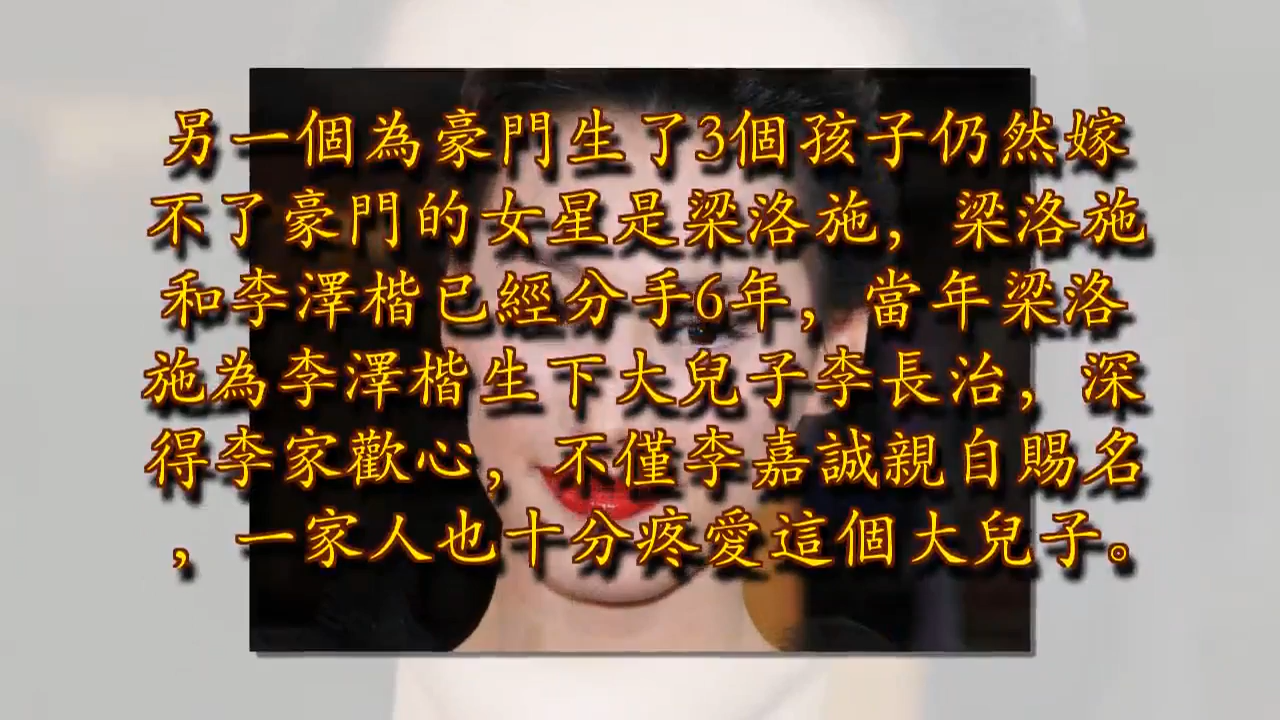 另一個為豪門生了3個孩子仍然嫁
不了豪門的女星是梁洛施，梁洛施
和李澤楷已經分手6年，當年梁洛
施為李澤楷生下大兒子李長治，深
得李家歡心，不僅李嘉誠親自賜名
，一家人也十分疼愛這個大兒子。